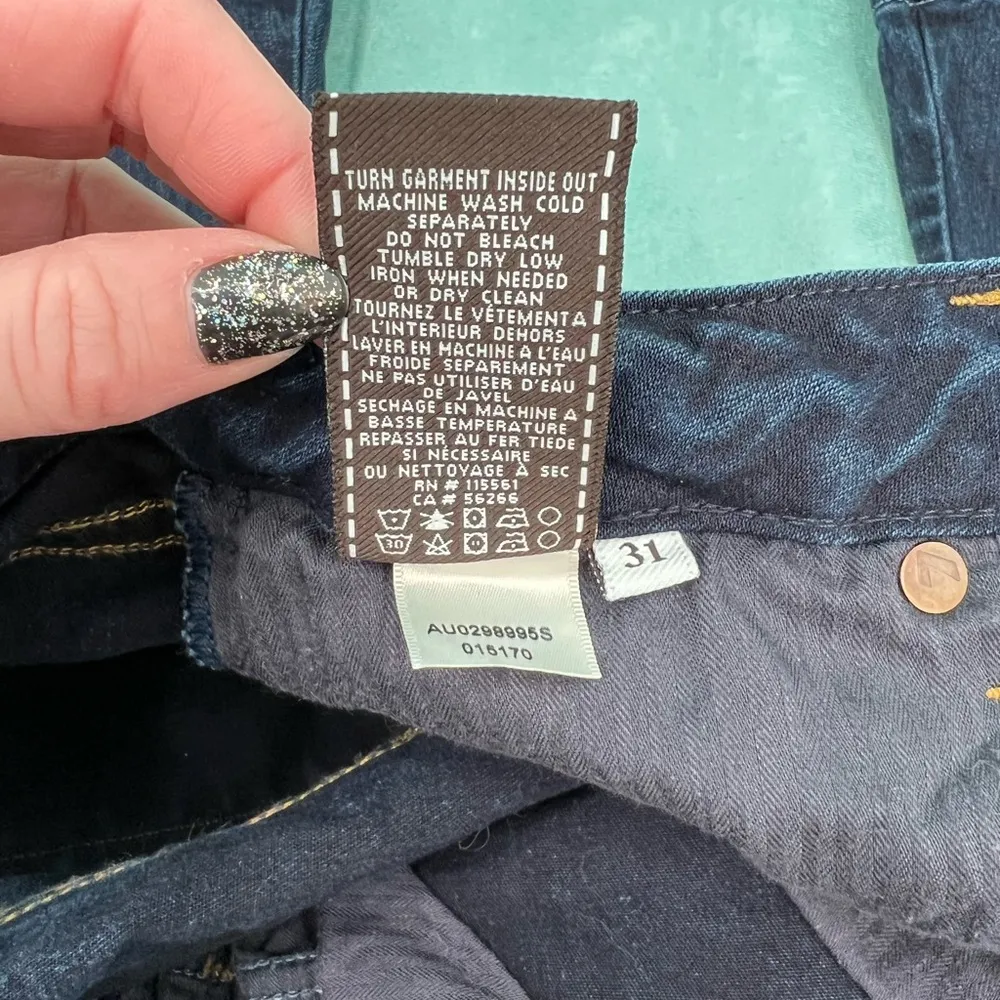 TURN GARMENT INSIDE OUT
MACHINE WASH COLD
SEPARATELY
DO NOT BLEACH
TUMBLE DRY LOW
IRON WHEN NEEDED
OR DRY CLEAN
TOURNEZ LE VÊTEMENT A
L'INTERIEUR DEHORS
LAVER EN MACHINE À L'EAU
FROIDE SEPAREMENT
NE PAS UTILISER D'EAU
DE JAVEL
SECHAGE EN MACHINE A
BASSE TEMPERATURE
REPASSER AU FER TIEDE
SI NÉCESSAIRE
OU NETTOYAGE À SEC
RN # 115561
CA # 56266
30
31
AU0298995S
015170